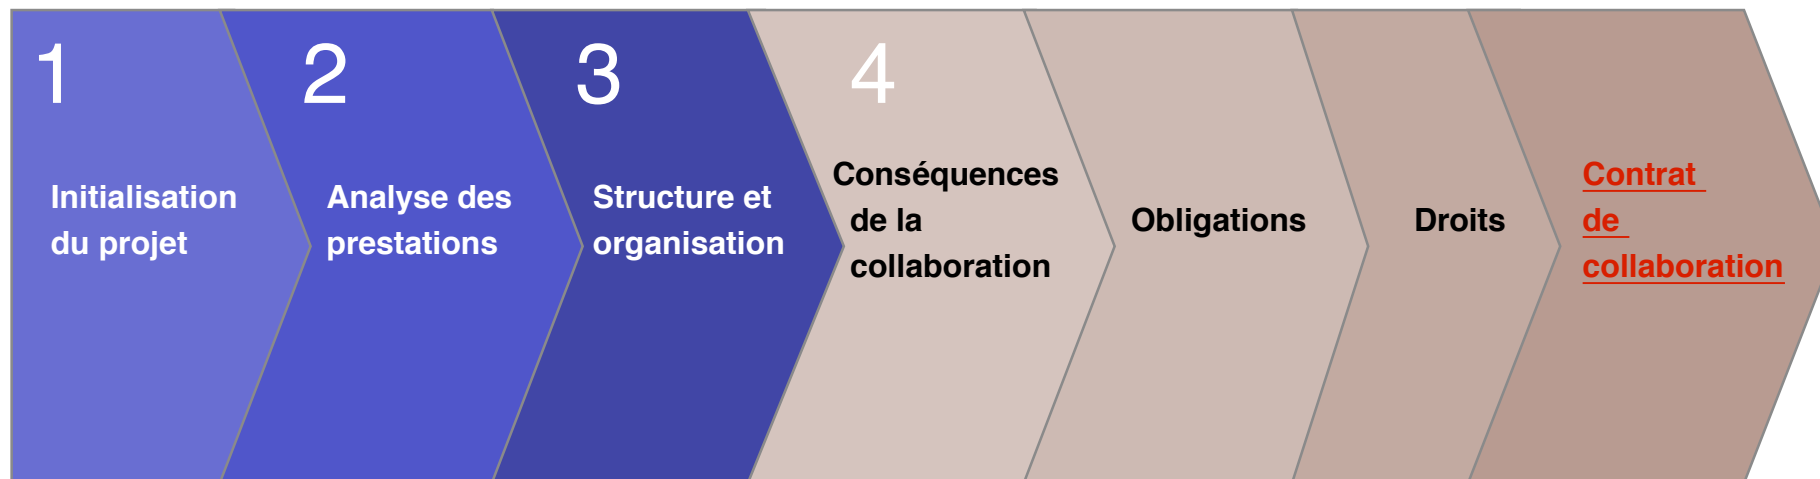 1
Initialisation
du projet
2
Analyse des
prestations
3
Structure et
organisation
4
Conséquences
de la
collaboration
Obligations
Droits
Contrat
de
collaboration